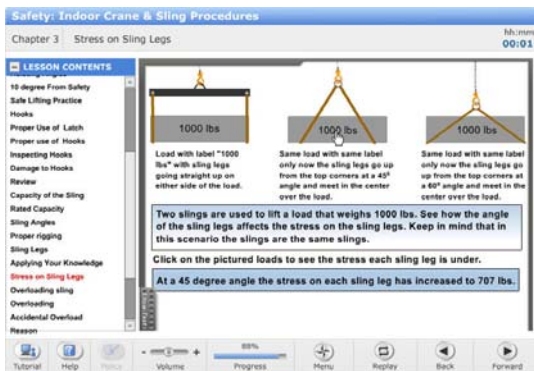 Safety: Indoor Crane & Sling Procedures
Chapter 3 Stress on Sling Legs
hh:mm
00:01
LESSON CONTENTS
10 degree From Safety
Safe Lifting Practice
Hooks
Proper Use of Latch
Proper use of Hooks
Inspecting Hooks
Damage to Hooks
Review
Capacity of the Sling
Rated Capacity
Sling Angles
Proper rigging
Sling Legs
Applying Your Knowledge
Stress on Sling Legs
Overloading sling
Overloading
Accidental Overload
Reason
1000 lbs
Load with label "1000
lbs" with sling legs
going straight up on
either side of the load.
1000 lbs
Same load with same label
only now the sling legs go up
from the top corners at a 45°
angle and meet in the center
over the load.
1000 lbs
Same load with same label
only now the sling legs go up
from the top corners at
a 60° angle and meet in the
center over the load.
Two slings are used to lift a load that weighs 1000 lbs. See how the angle
of the sling legs affects the stress on the sling legs. Keep in mind that in
this scenario the slings are the same slings.
Click on the pictured loads to see the stress each sling leg is under.
At a 45 degree angle the stress on each sling leg has increased to 707 lbs.
Tutorial
Help
- +
Volume
88%
Progress
Menu
Replay
Back
Forward